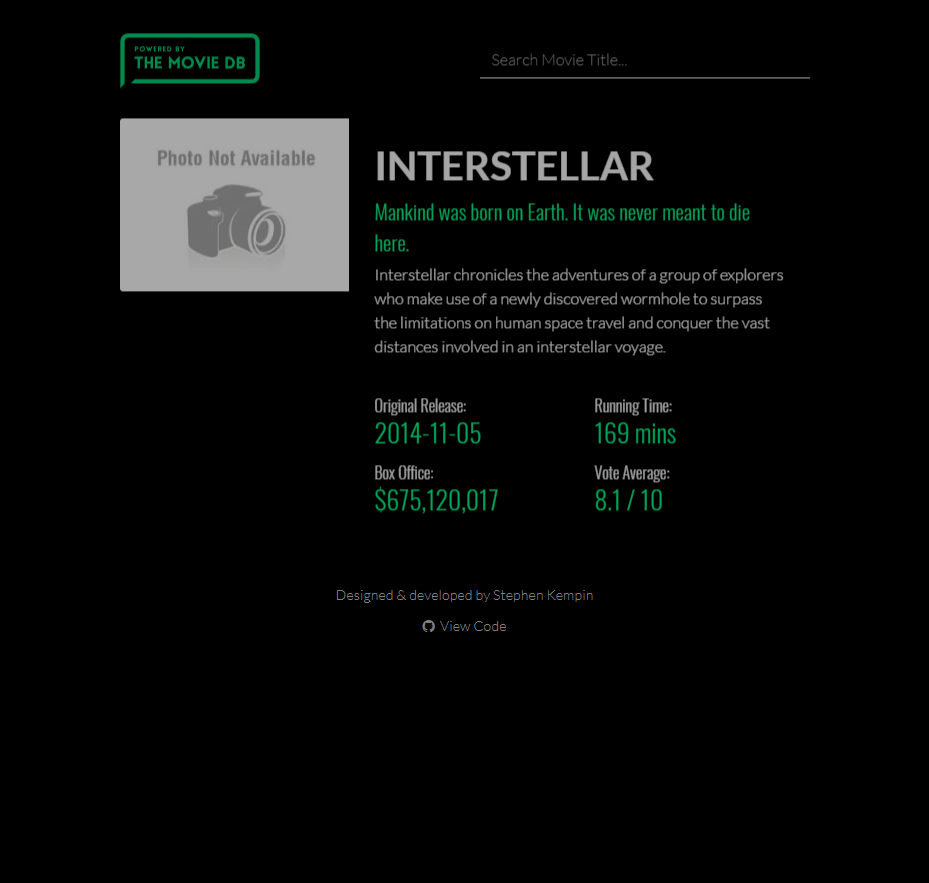 POWERED BY
THE MOVIE DB
Search Movie Title...
Photo Not Available
INTERSTELLAR
Mankind was born on Earth. It was never meant to die
here.
Interstellar chronicles the adventures of a group of explorers
who make use of a newly discovered wormhole to surpass
the limitations on human space travel and conquer the vast
distances involved in an interstellar voyage.
Original Release:
2014-11-05
Running Time:
169 mins
Box Office:
$675,120,017
Vote Average:
8.1 / 10
Designed & developed by Stephen Kempin
View Code